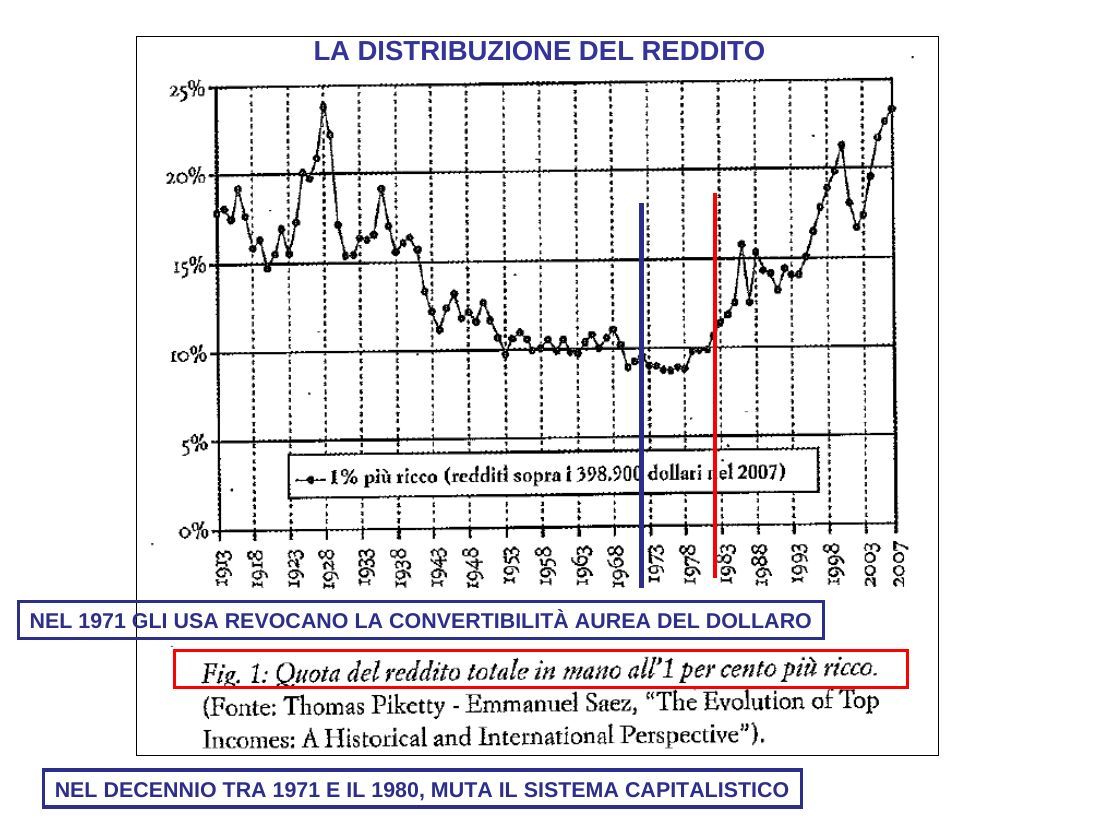 LA DISTRIBUZIONE DEL REDDITO
25%
20%
15%
10%
5%
0%
1% più ricco (redditi sopra i 398.900 dollari nel 2007)
1913 1918 1923 1928 1933 1938 1943 1948 1953 1958 1963 1968 1973 1978 1983 1988 1993 1998 2003 2007
NEL 1971 GLI USA REVOCANO LA CONVERTIBILITÀ AUREA DEL DOLLARO
Fig. 1: Quota del reddito totale in mano all'1 per cento più ricco.
(Fonte: Thomas Piketty - Emmanuel Saez, “The Evolution of Top
Incomes: A Historical and International Perspective”).
NEL DECENNIO TRA 1971 E IL 1980, MUTA IL SISTEMA CAPITALISTICO